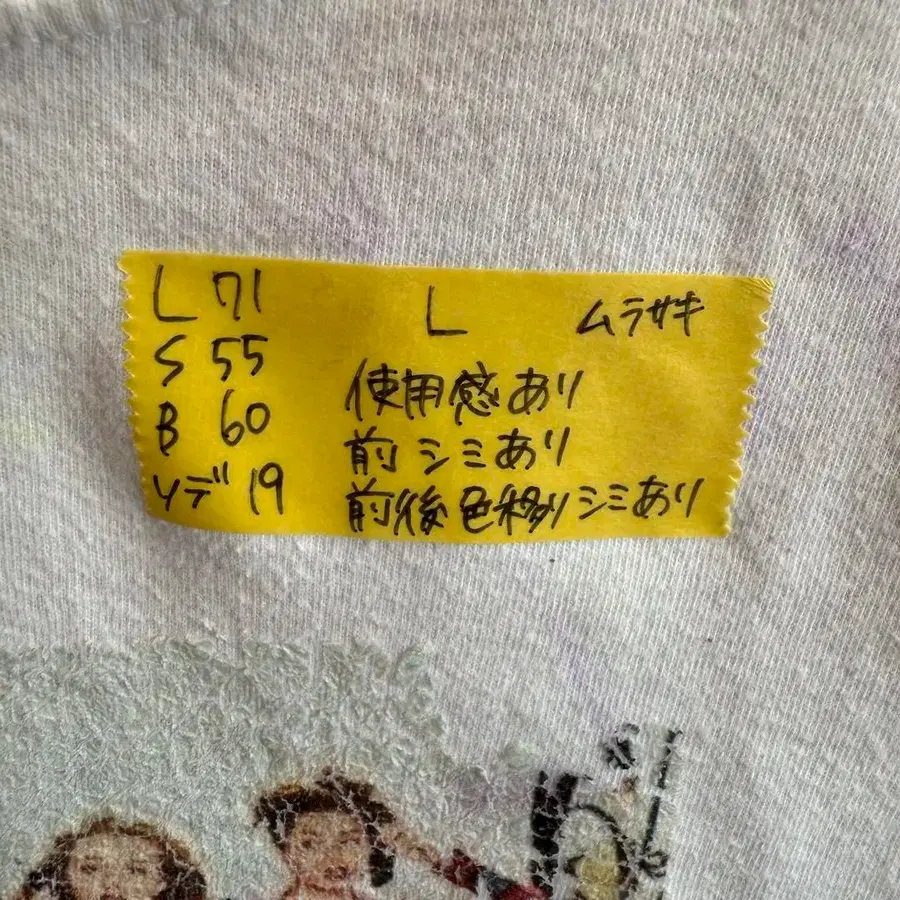 L 71 L ムラサキ
S 55
B 60 使用感あり
ソデ 19 前 シミあり
前後 色移り シミあり